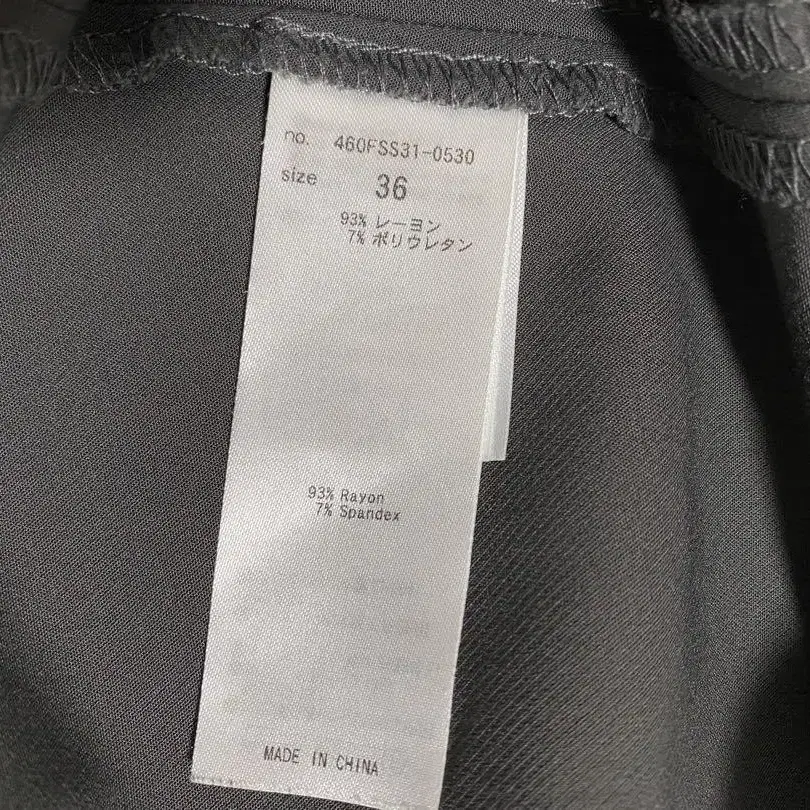 no. 460FSS31-0530
size 36
93% レーヨン
7% ポリウレタン
93% Rayon
7% Spandex
MADE IN CHINA